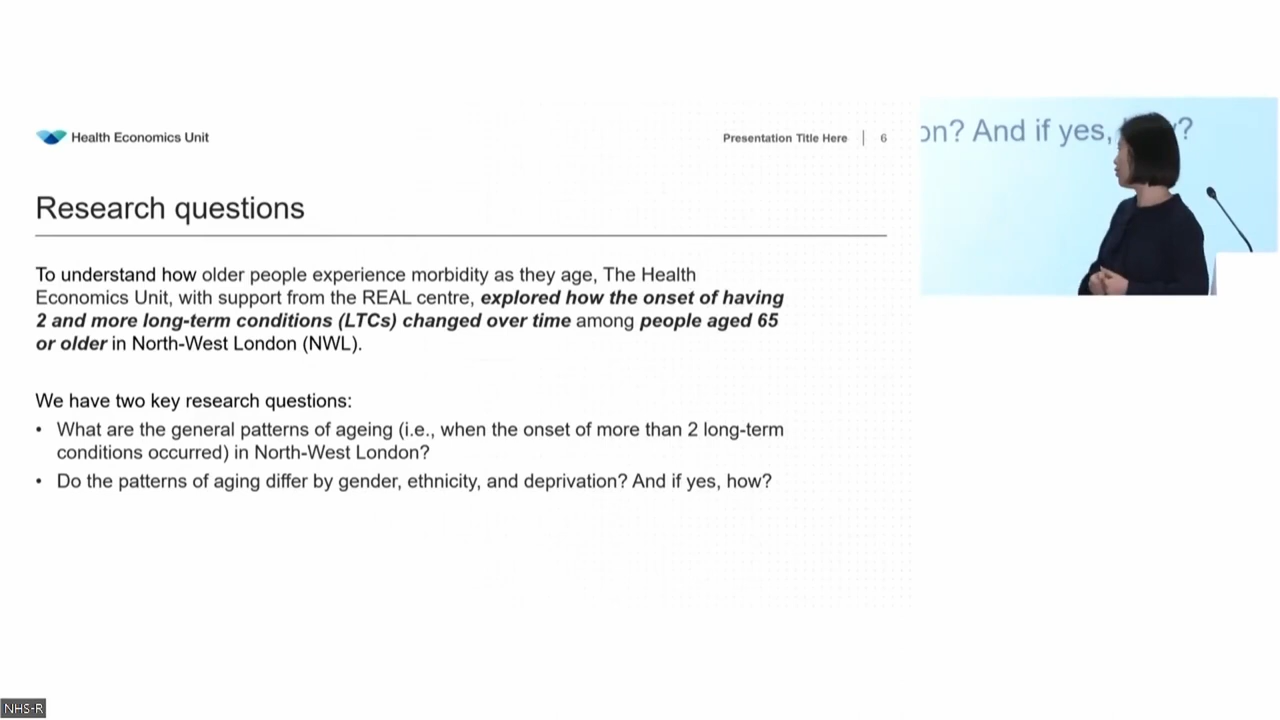 Health Economics Unit
Presentation Title Here | 6
Research questions
To understand how older people experience morbidity as they age, The Health
Economics Unit, with support from the REAL centre, explored how the onset of having
2 and more long-term conditions (LTCs) changed over time among people aged 65
or older in North-West London (NWL).
We have two key research questions:
• What are the general patterns of ageing (i.e., when the onset of more than 2 long-term
conditions occurred) in North-West London?
• Do the patterns of aging differ by gender, ethnicity, and deprivation? And if yes, how?
on? And if yes, ?
NHS-R